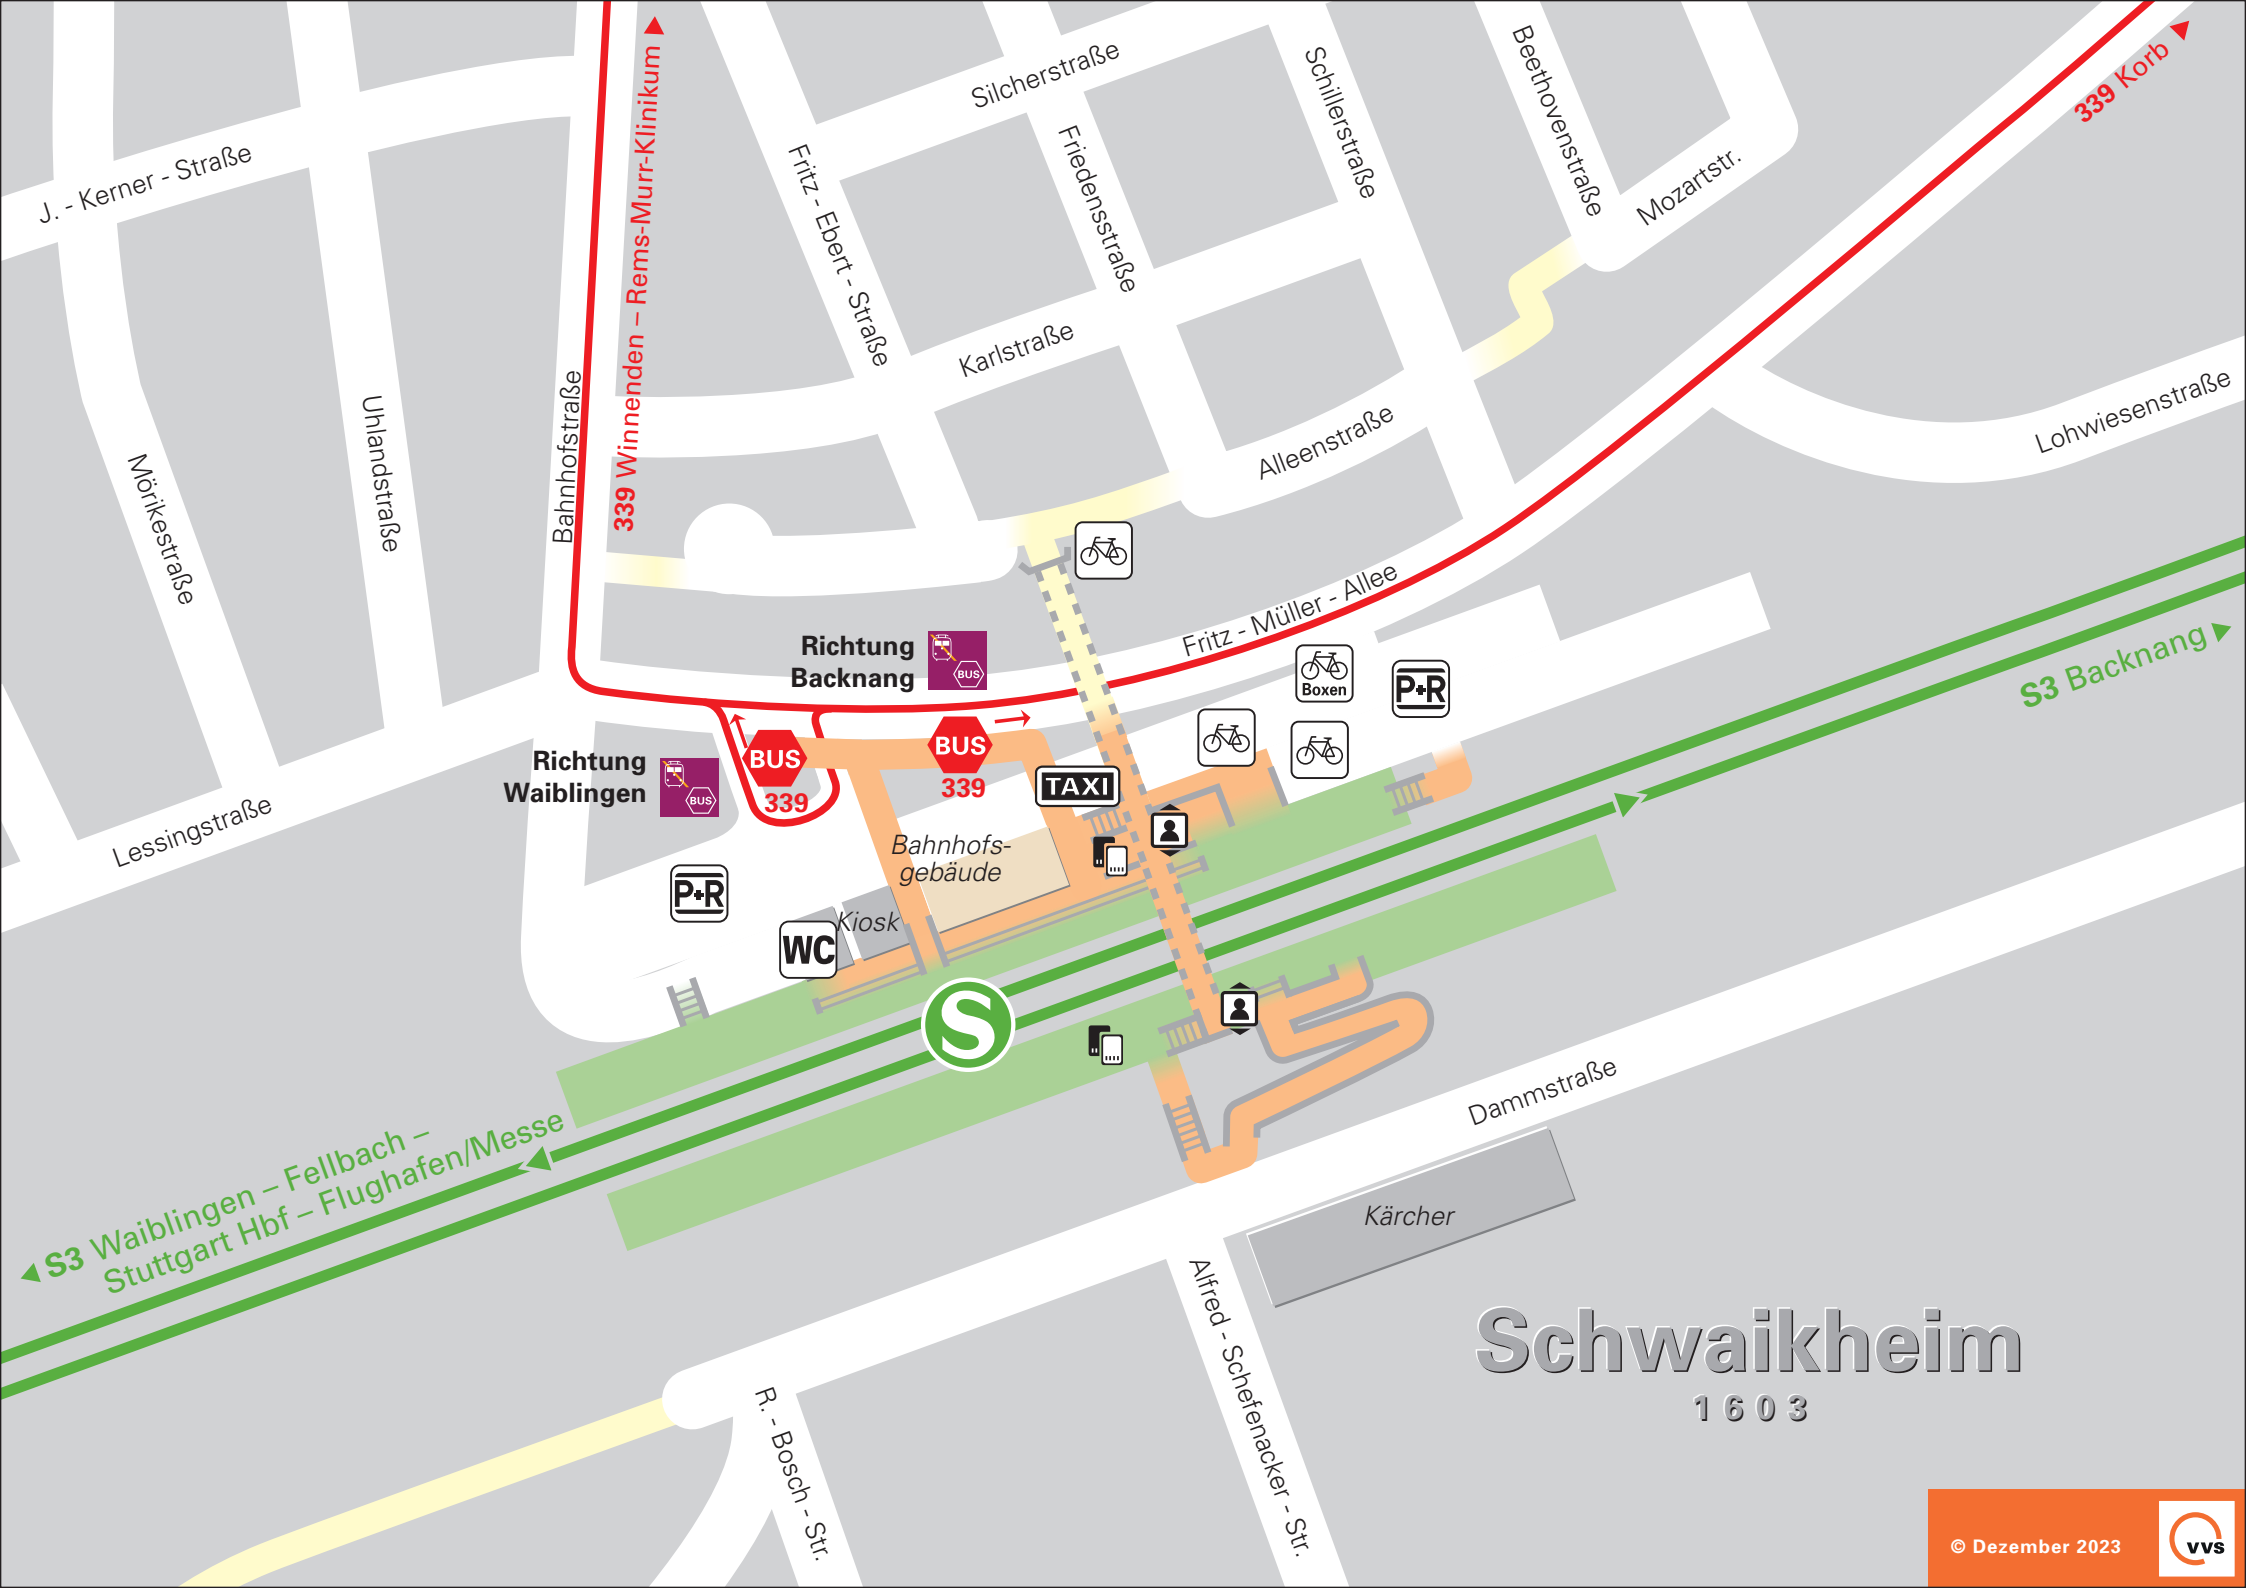 339 Winnenden – Rems-Murr-Klinikum
339 Korb
Silcherstraße
Schillerstraße
Beethovenstraße
Mozartstr.
J. - Kerner - Straße
Fritz - Ebert - Straße
Friedensstraße
Karlstraße
Bahnhofstraße
Uhlandstraße
Mörikestraße
Alleenstraße
Lohwiesenstraße
Lessingstraße
Fritz - Müller - Allee
Richtung
Backnang
BUS
Richtung
Waiblingen
BUS
BUS
339
BUS
339
TAXI
Boxen
P+R
S3 Backnang
Bahnhofs-
gebäude
P+R
Kiosk
WC
S
Dammstraße
S3 Waiblingen – Fellbach –
Stuttgart Hbf – Flughafen/Messe
Kärcher
Alfred - Schefenacker - Str.
R. - Bosch - Str.
Schwaikheim
1603
© Dezember 2023
vvs